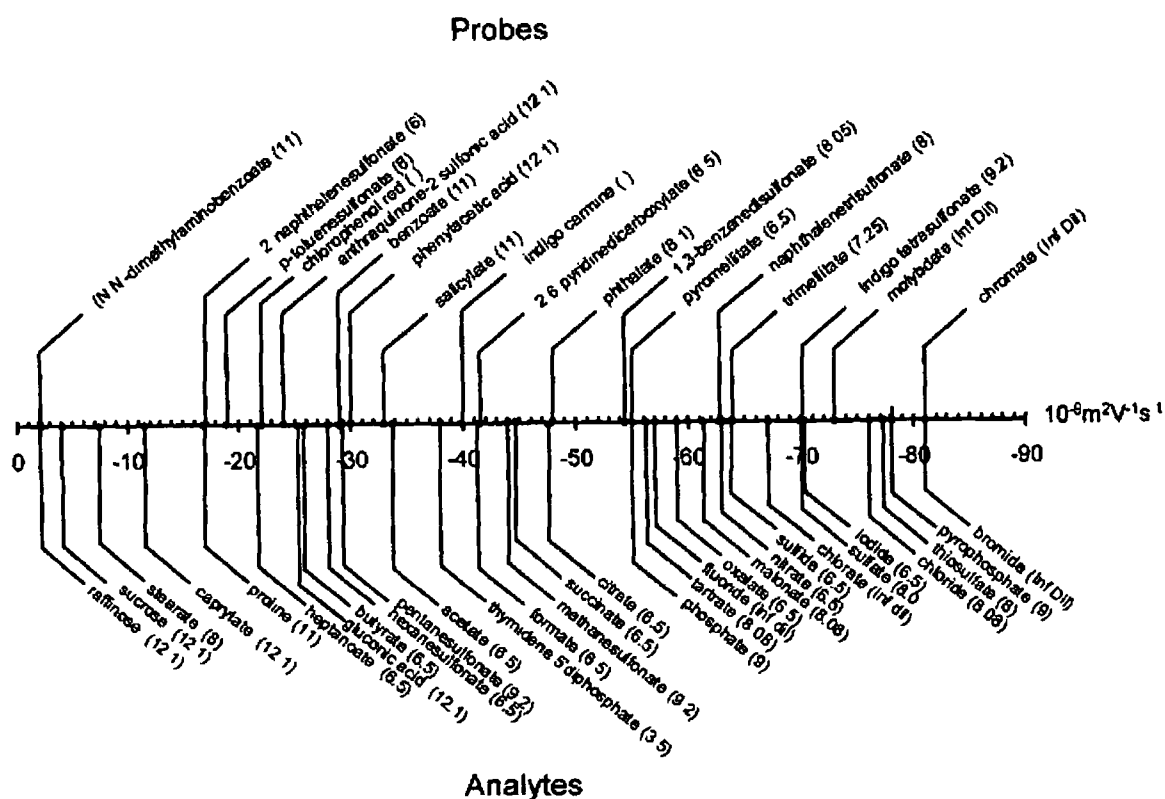 Probes
(N N-dimethylaminobenzoate (11)
2 naphthalenesulfonate (6)
p-toluenesulfonate (8)
chlorophenol red ( )
anthraquinone-2 sulfonic acid (12 1)
benzoate (11)
phenylacetic acid (12 1)
salicylate (11)
indigo carmine ( )
2 6 pyridinedicarboxylate (6 5)
phthalate (8 1)
1,3-benzenedisulfonate (8 05)
pyromellitate (6.5)
naphthalenetrisulfonate (8)
trimellitate (7.25)
Indigo tetrasulfonate (9.2)
molybdate (Inf Dil)
chromate (Inf Dil)
10⁻⁹m²V⁻¹s⁻¹
0 -10 -20 -30 -40 -50 -60 -70 -80 -90
raffinose (12.1)
sucrose (12 1)
stearate (8)
caprylate (12 1)
proline (11)
heptanoate (6.5)
gluconic acid (12.1)
butyrate (6.5)
hexanesulfonate (6.5)
pentanesulfonate (9.2)
acetate (6 5)
thymidene 5'diphosphate (3 5)
formate (6 5)
methanesulfonate (9 2)
succinate (6.5)
citrate (6.5)
phosphate (9)
tartrate (8 08)
fluoride (Inf dil)
oxalate (6.5)
malonate (8.08)
nitrate (6.5)
sulfide (6.5)
chlorate (Inf dil)
sulfate (8.0
iodide (6.5)
chloride (8 08)
thiosulfate (8)
pyrophosphate (9)
bromide (Inf Dil)
Analytes